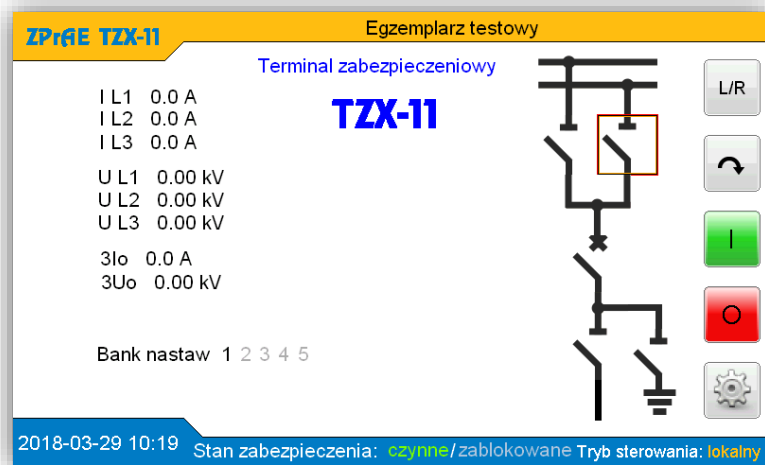 ZPrAE TZX-11
Egzemplarz testowy
Terminal zabezpieczeniowy
TZX-11
I L1 0.0 A
I L2 0.0 A
I L3 0.0 A
U L1 0.00 kV
U L2 0.00 kV
U L3 0.00 kV
3Io 0.0 A
3Uo 0.00 kV
Bank nastaw 1 2 3 4 5
L/R
I
O
2018-03-29 10:19 Stan zabezpieczenia: czynne/zablokowane Tryb sterowania: lokalny